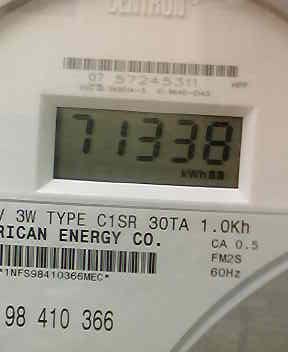 CENTRON®
07 57245311
71338
kWh
V 3W TYPE C1SR 30TA 1.0Kh
RICAN ENERGY CO.
CA 0.5
FM2S
60Hz
*1NFS98410366MEC*
98 410 366